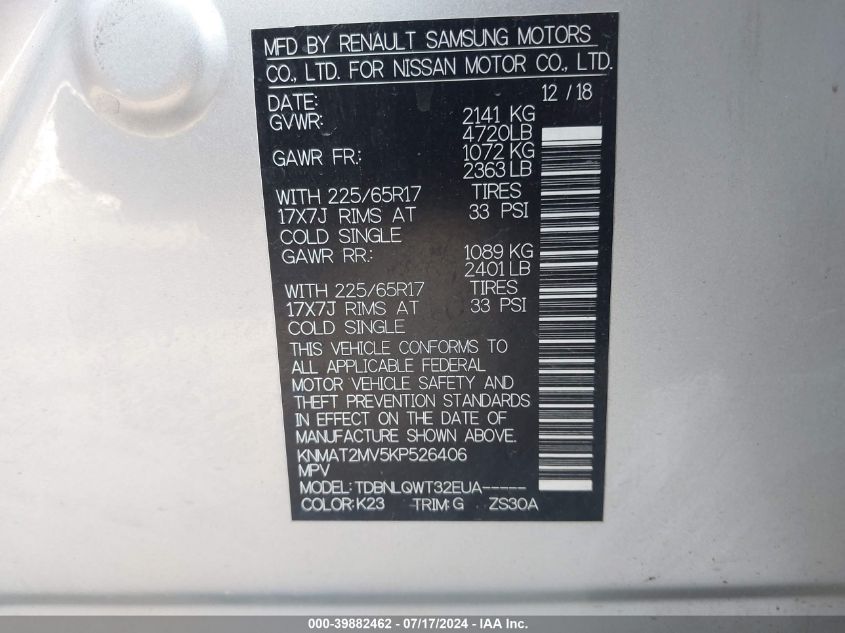 MFD BY RENAULT SAMSUNG MOTORS
CO., LTD. FOR NISSAN MOTOR CO., LTD.
DATE: 12 / 18
GVWR: 2141 KG
4720LB
GAWR FR.: 1072 KG
2363 LB
WITH 225/65R17 TIRES
17X7J RIMS AT 33 PSI
COLD SINGLE
GAWR RR.: 1089 KG
2401 LB
WITH 225/65R17 TIRES
17X7J RIMS AT 33 PSI
COLD SINGLE
THIS VEHICLE CONFORMS TO
ALL APPLICABLE FEDERAL
MOTOR VEHICLE SAFETY AND
THEFT PREVENTION STANDARDS
IN EFFECT ON THE DATE OF
MANUFACTURE SHOWN ABOVE.
KNMAT2MV5KP526406
MPV
MODEL: TDBNLQWT32EUA-----
COLOR:K23 TRIM:G ZS30A
000-39882462 - 07/17/2024 - IAA Inc.